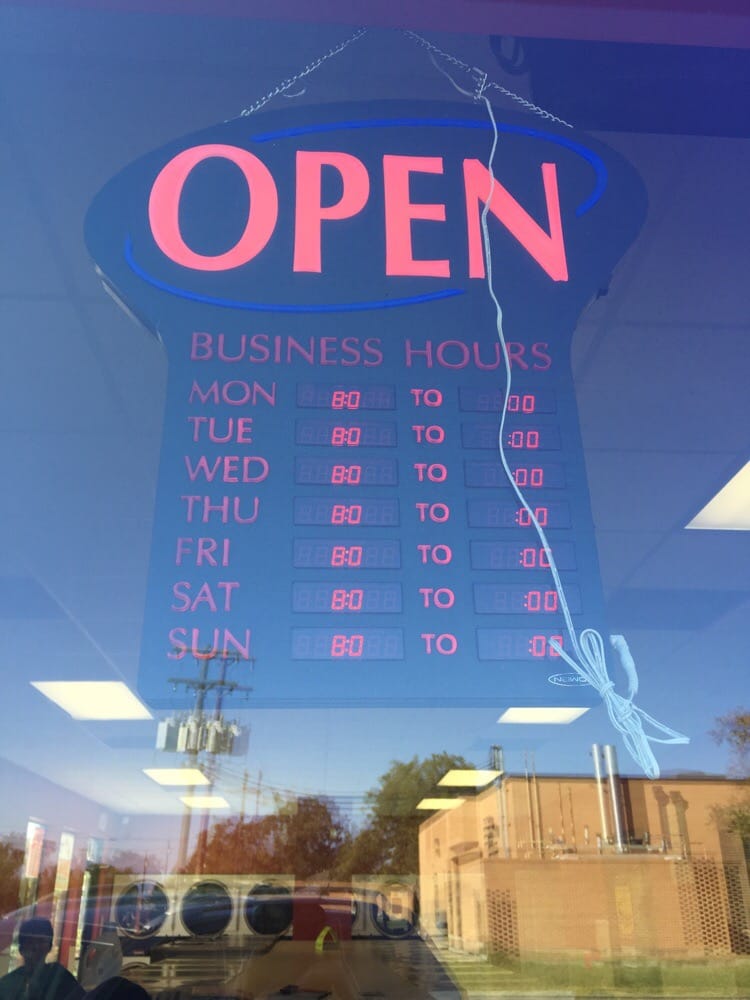 OPEN
BUSINESS HOURS
MON 8:0 TO :00
TUE 8:0 TO :00
WED 8:0 TO :00
THU 8:0 TO :00
FRI 8:0 TO :00
SAT 8:0 TO :00
SUN 8:0 TO :00